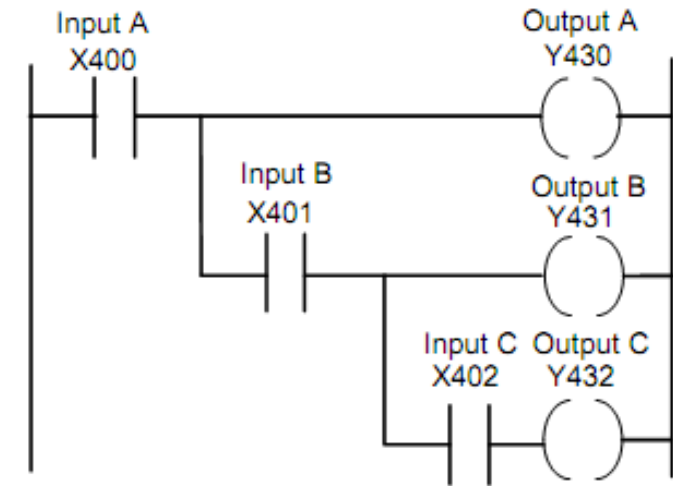 Input A
X400
Output A
Y430
Input B
X401
Output B
Y431
Input C
X402
Output C
Y432